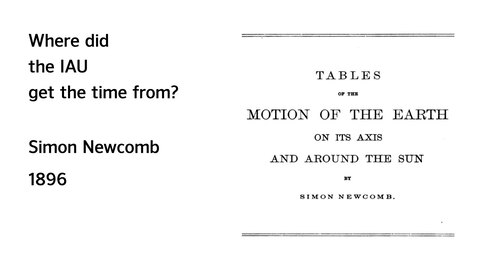 Where did
the IAU
get the time from?
Simon Newcomb
1896
TABLES
OF THE
MOTION OF THE EARTH
ON ITS AXIS
AND AROUND THE SUN
BY
SIMON NEWCOMB.